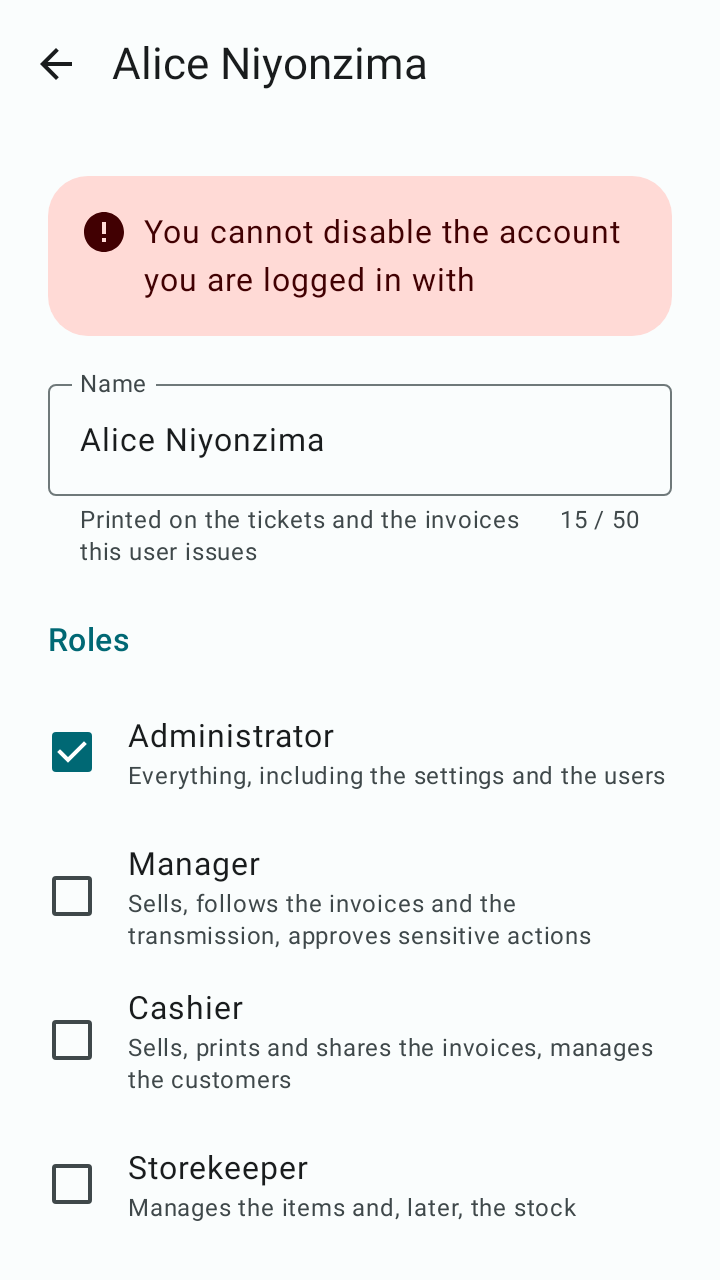 Alice Niyonzima
You cannot disable the account
you are logged in with
Name
Alice Niyonzima
Printed on the tickets and the invoices 15 / 50
this user issues
Roles
Administrator
Everything, including the settings and the users
Manager
Sells, follows the invoices and the
transmission, approves sensitive actions
Cashier
Sells, prints and shares the invoices, manages
the customers
Storekeeper
Manages the items and, later, the stock